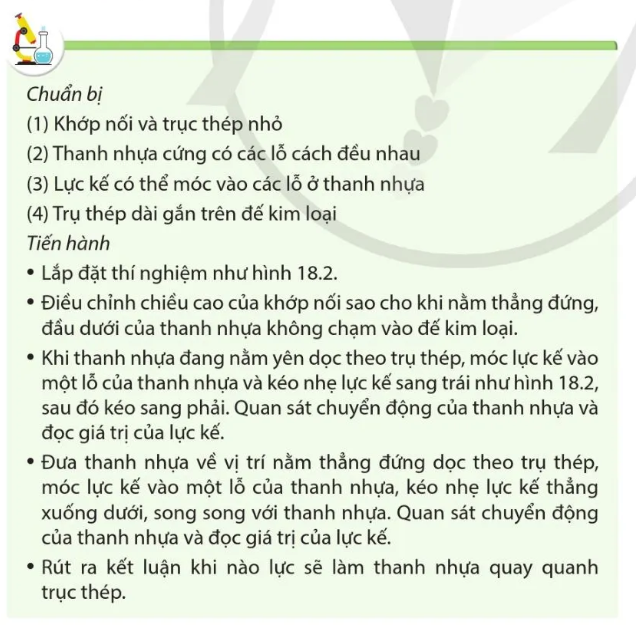 Chuẩn bị
(1) Khớp nối và trục thép nhỏ
(2) Thanh nhựa cứng có các lỗ cách đều nhau
(3) Lực kế có thể móc vào các lỗ ở thanh nhựa
(4) Trụ thép dài gắn trên đế kim loại
Tiến hành
• Lắp đặt thí nghiệm như hình 18.2.
• Điều chỉnh chiều cao của khớp nối sao cho khi nằm thẳng đứng,
đầu dưới của thanh nhựa không chạm vào đế kim loại.
• Khi thanh nhựa đang nằm yên dọc theo trụ thép, móc lực kế vào
một lỗ của thanh nhựa và kéo nhẹ lực kế sang trái như hình 18.2,
sau đó kéo sang phải. Quan sát chuyển động của thanh nhựa và
đọc giá trị của lực kế.
• Đưa thanh nhựa về vị trí nằm thẳng đứng dọc theo trụ thép,
móc lực kế vào một lỗ của thanh nhựa, kéo nhẹ lực kế thẳng
xuống dưới, song song với thanh nhựa. Quan sát chuyển động
của thanh nhựa và đọc giá trị của lực kế.
• Rút ra kết luận khi nào lực sẽ làm thanh nhựa quay quanh
trục thép.